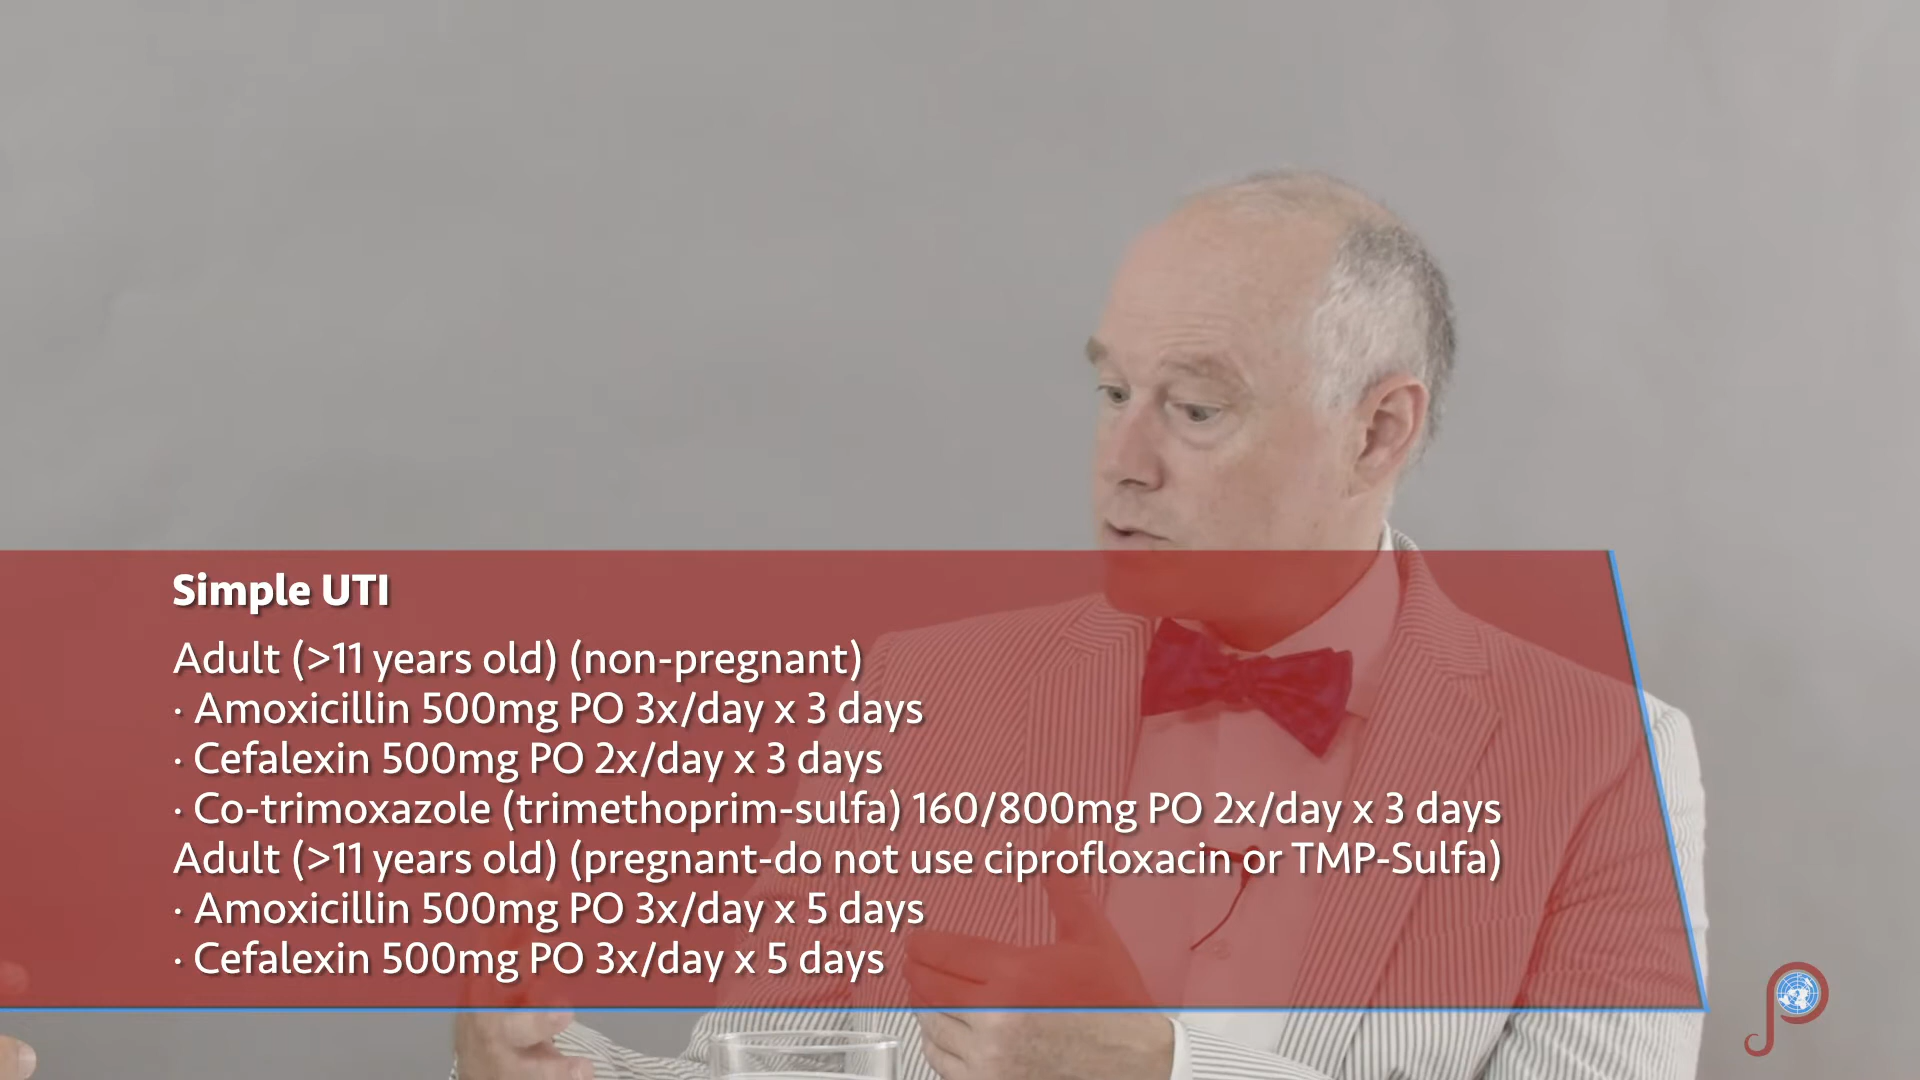 Simple UTI
Adult (>11 years old) (non-pregnant)
· Amoxicillin 500mg PO 3x/day x 3 days
· Cefalexin 500mg PO 2x/day x 3 days
· Co-trimoxazole (trimethoprim-sulfa) 160/800mg PO 2x/day x 3 days
Adult (>11 years old) (pregnant-do not use ciprofloxacin or TMP-Sulfa)
· Amoxicillin 500mg PO 3x/day x 5 days
· Cefalexin 500mg PO 3x/day x 5 days